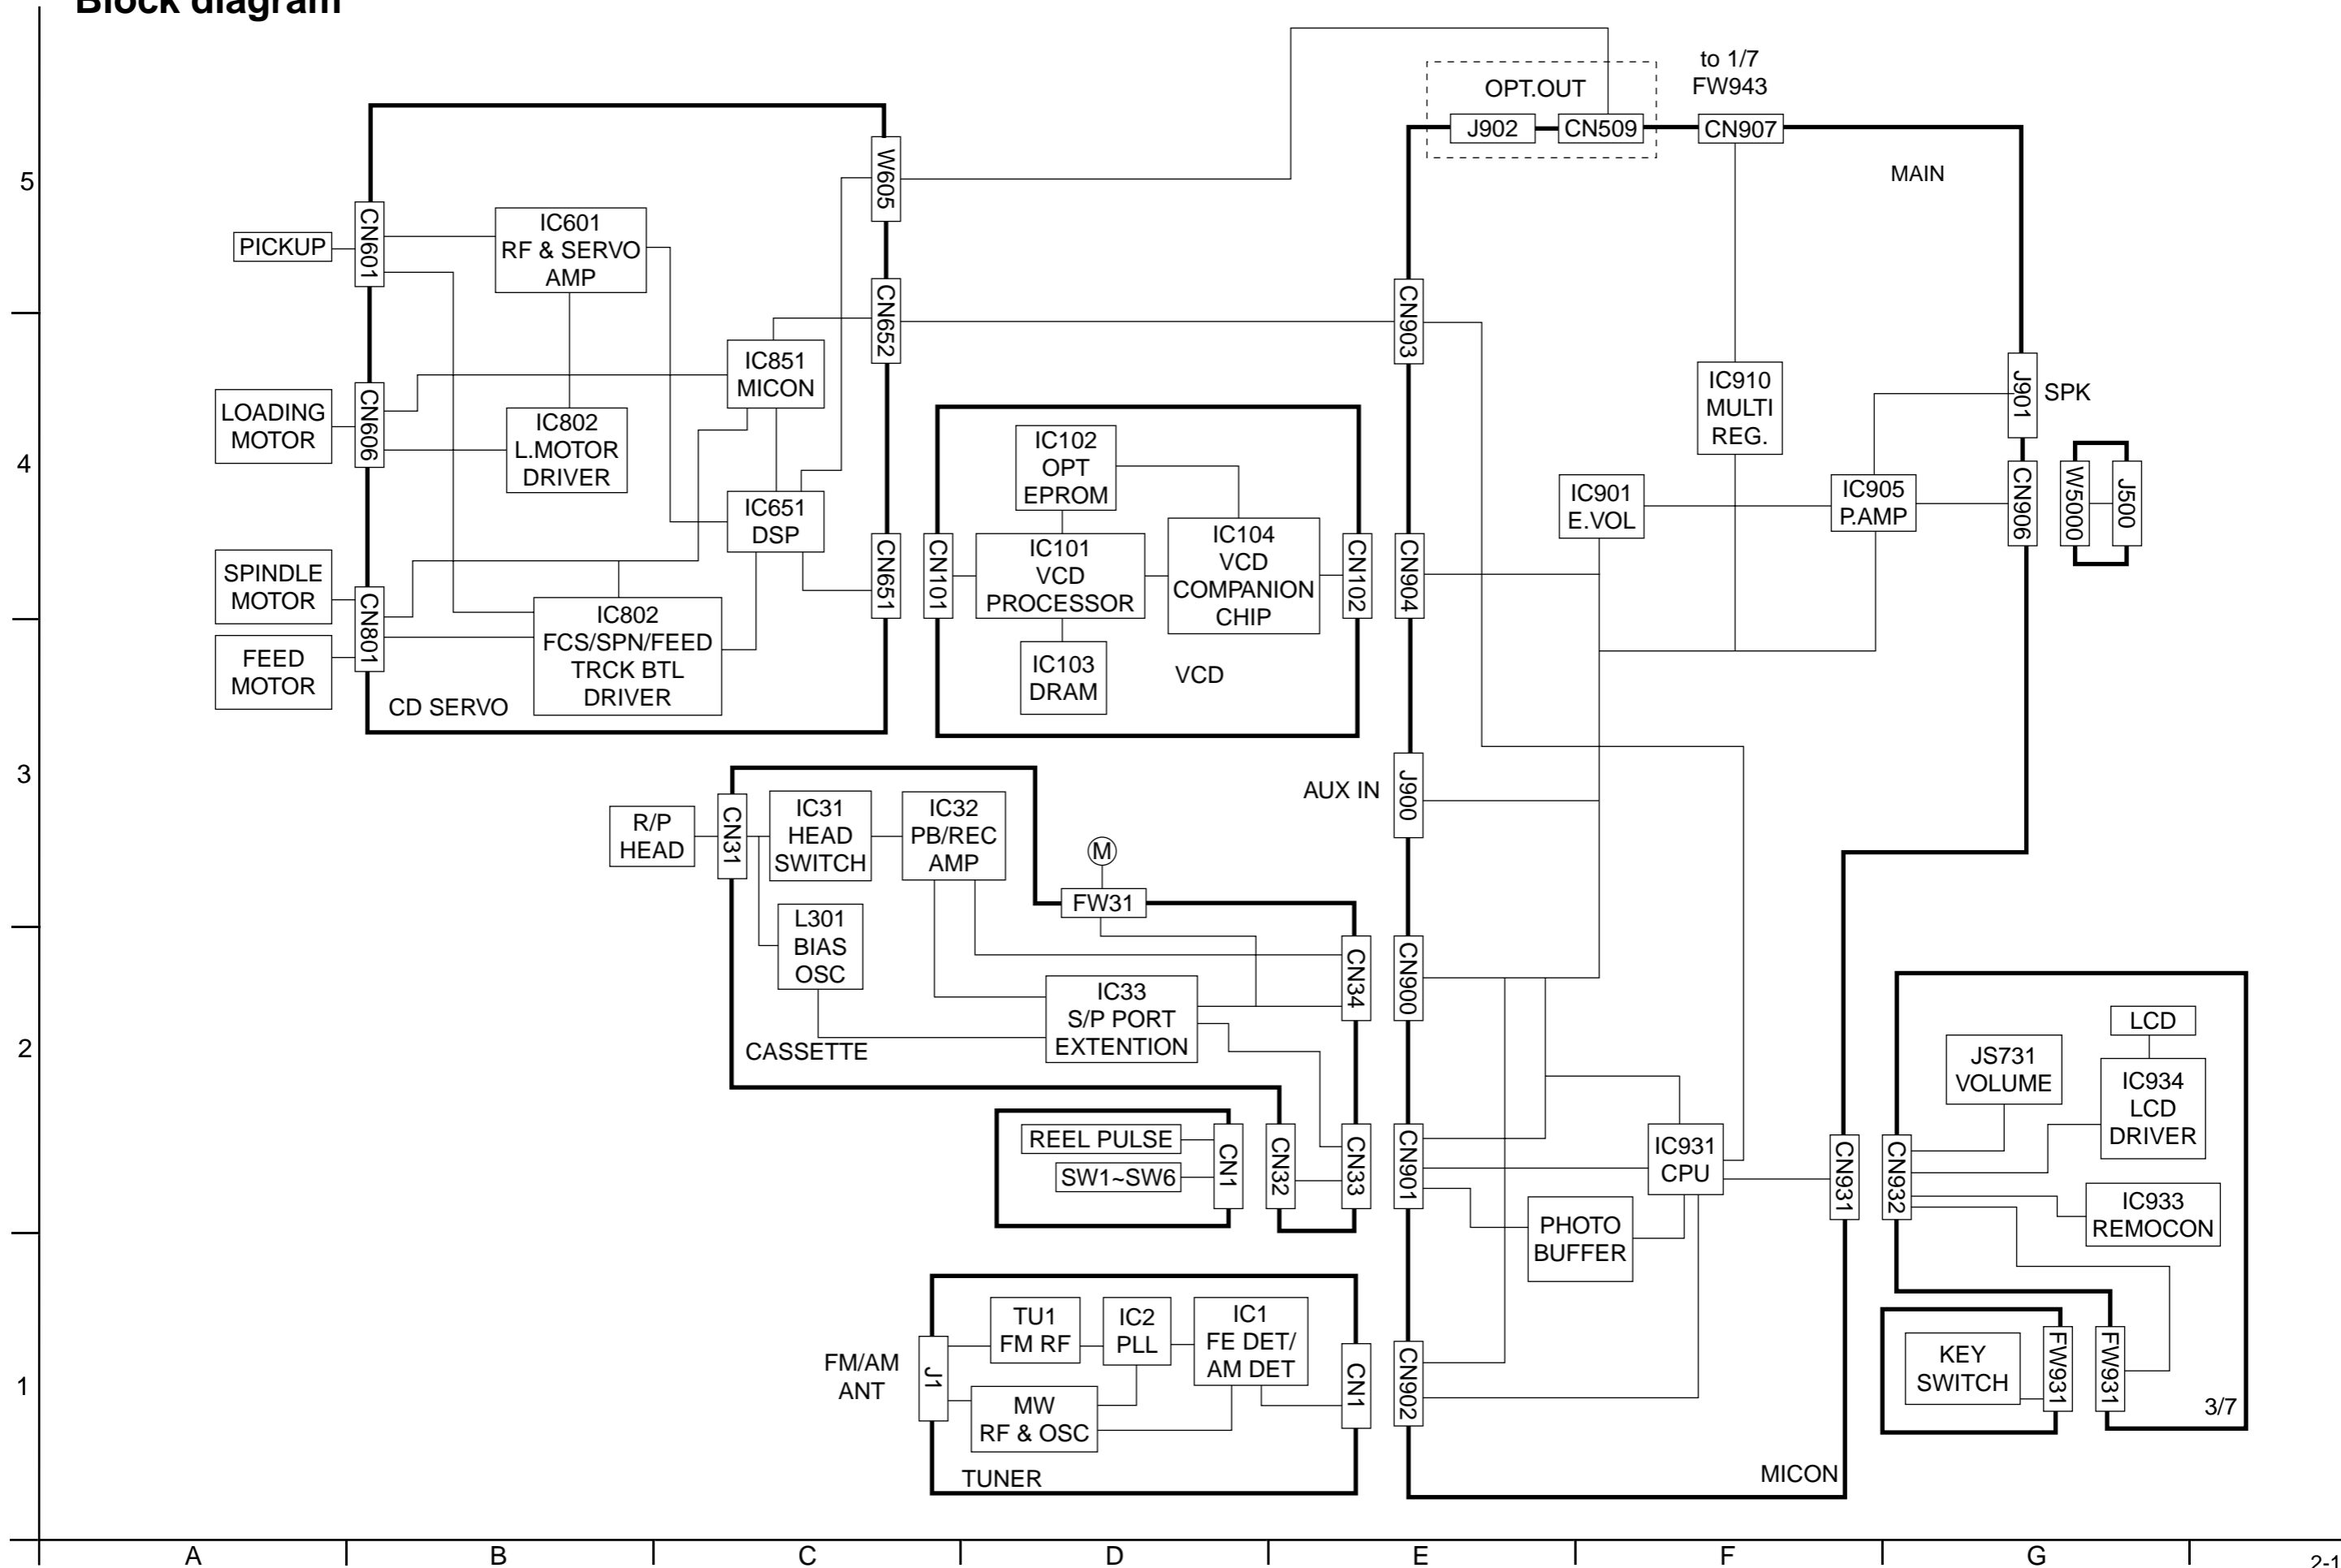 Block diagram
to 1/7
FW943
OPT.OUT
J902
CN509
CN907
MAIN
5
W605
CN601
PICKUP
IC601
RF & SERVO
AMP
CN652
CN903
IC851
MICON
LOADING
MOTOR
CN606
IC802
L.MOTOR
DRIVER
4
IC102
OPT
EPROM
IC910
MULTI
REG.
J901
SPK
IC651
DSP
CN651
CN101
IC101
VCD
PROCESSOR
IC104
VCD
COMPANION
CHIP
CN102
CN904
IC901
E.VOL
IC905
P.AMP
CN906
W5000
J500
SPINDLE
MOTOR
CN801
FEED
MOTOR
IC802
FCS/SPN/FEED
TRCK BTL
DRIVER
CD SERVO
IC103
DRAM
VCD
3
AUX IN
J900
R/P
HEAD
CN31
IC31
HEAD
SWITCH
IC32
PB/REC
AMP
M
FW31
L301
BIAS
OSC
CN34
CN900
IC33
S/P PORT
EXTENTION
2
CASSETTE
LCD
JS731
VOLUME
IC934
LCD
DRIVER
REEL PULSE
SW1~SW6
CN1
CN32
CN33
CN901
IC931
CPU
CN931
CN932
IC933
REMOCON
PHOTO
BUFFER
FM/AM
ANT
J1
TU1
FM RF
IC2
PLL
IC1
FE DET/
AM DET
CN1
CN902
MW
RF & OSC
KEY
SWITCH
FW931
FW931
3/7
1
TUNER
MICON
A
B
C
D
E
F
G
2-1